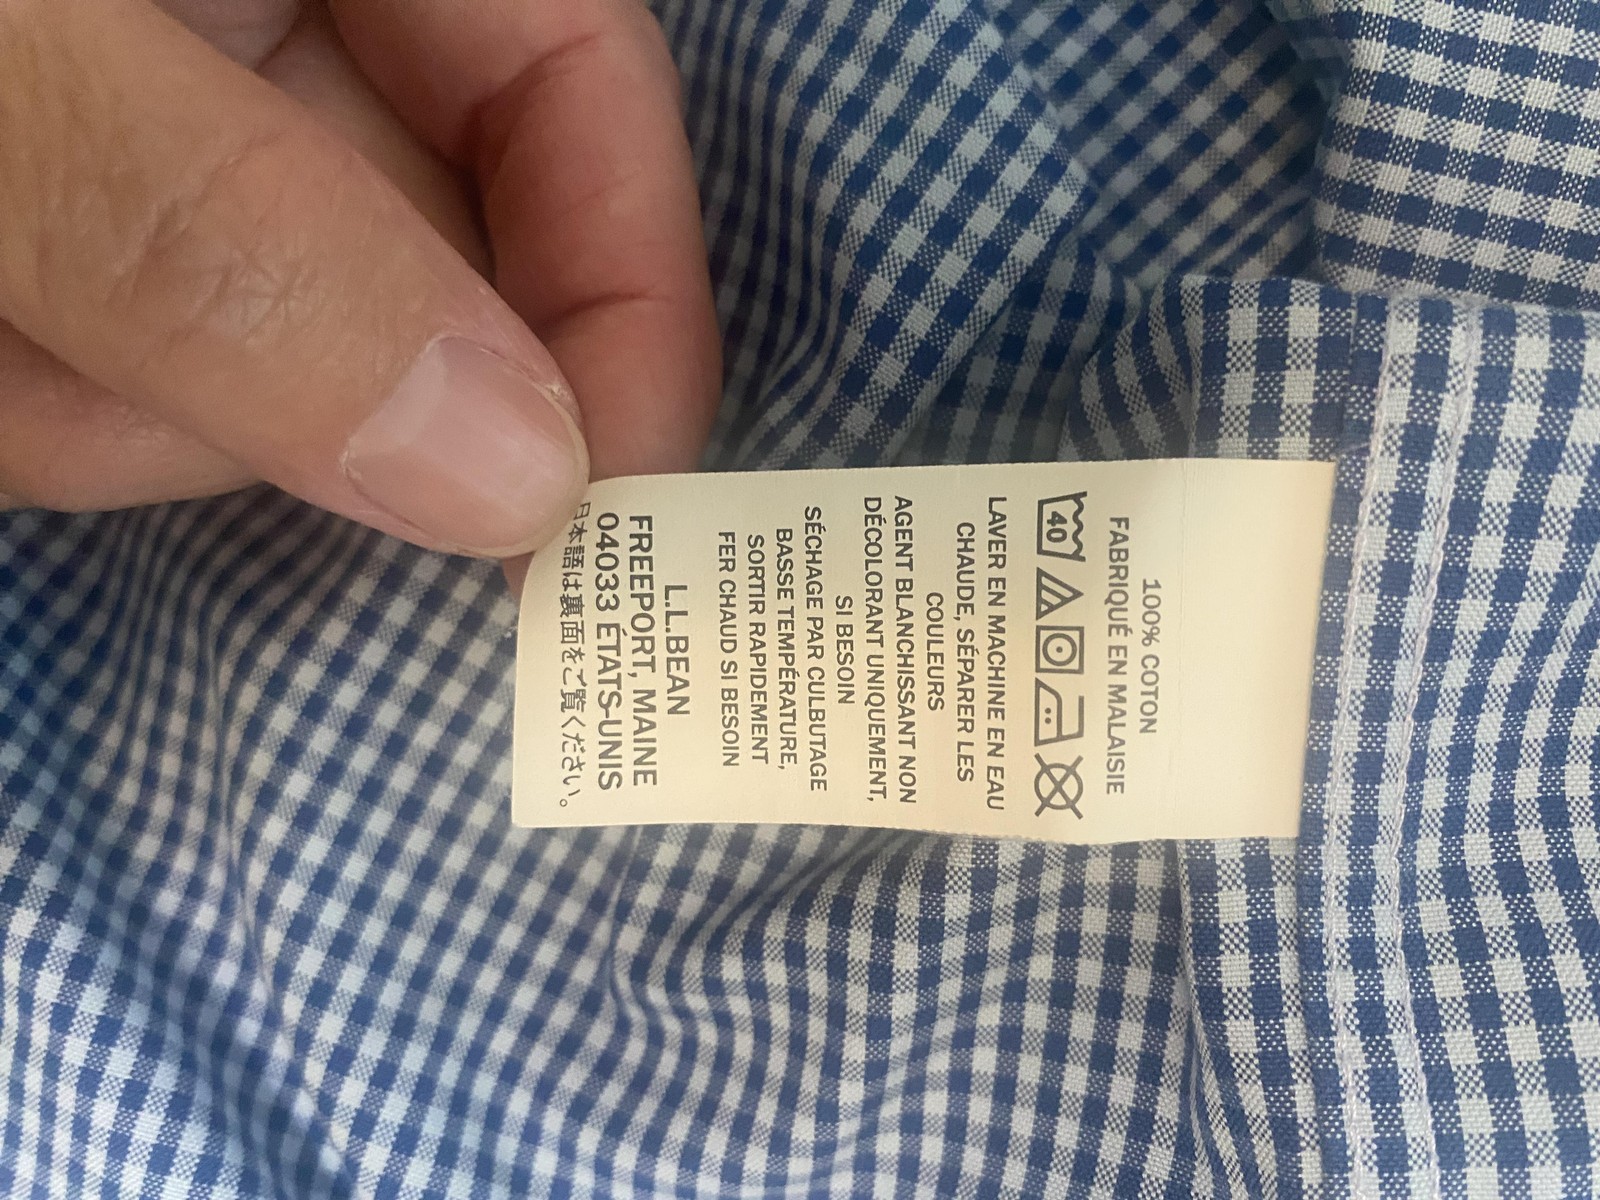 100% COTON
FABRIQUÉ EN MALAISIE
40
LAVER EN MACHINE EN EAU
CHAUDE, SÉPARER LES
COULEURS
AGENT BLANCHISSANT NON
DÉCOLORANT UNIQUEMENT,
SI BESOIN
SÉCHAGE PAR CULBUTAGE
BASSE TEMPÉRATURE,
SORTIR RAPIDEMENT
FER CHAUD SI BESOIN
L.L.BEAN
FREEPORT, MAINE
04033 ÉTATS-UNIS
日本語は裏面をご覧ください。